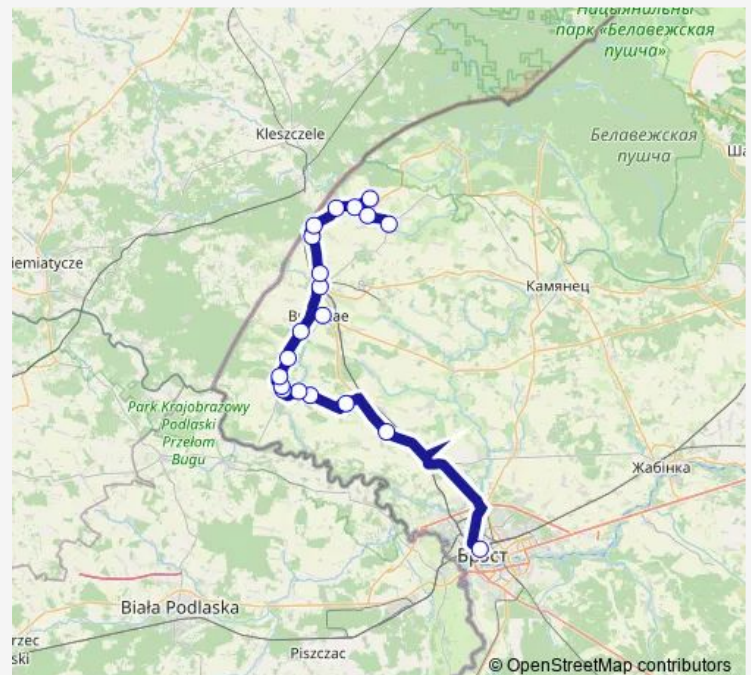 Нацыянальны
парк «Белавежская
пушча»
Kleszczele
Белавежская
пушча
Камянец
Park Krajobrazowy
Podlaski
Przełom
Bugu
Жабінка
Брэст
Biała Podlaska
Piszczac
© OpenStreetMap contributors